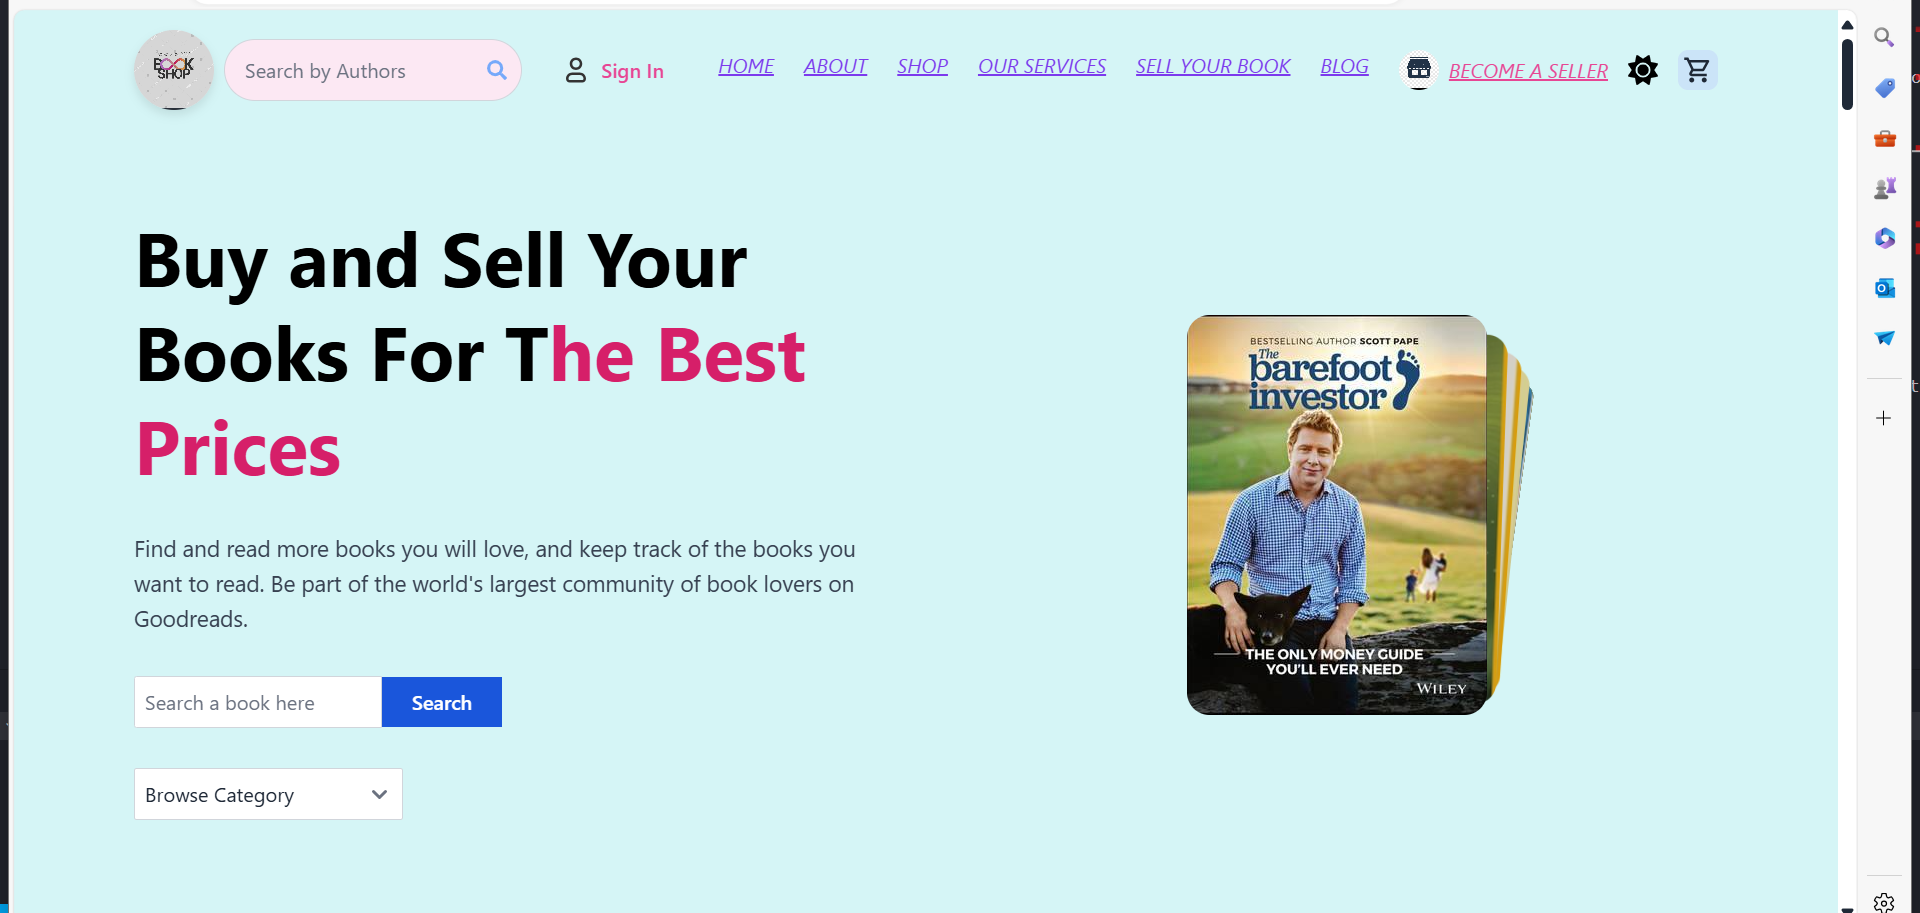 BOOK
SHOP
Search by Authors
Sign In
HOME
ABOUT
SHOP
OUR SERVICES
SELL YOUR BOOK
BLOG
BECOME A SELLER
Buy and Sell Your
Books For The Best
Prices
Find and read more books you will love, and keep track of the books you
want to read. Be part of the world's largest community of book lovers on
Goodreads.
Search a book here
Search
Browse Category
BESTSELLING AUTHOR SCOTT PAPE
The
barefoot
investor
THE ONLY MONEY GUIDE
YOU'LL EVER NEED
WILEY